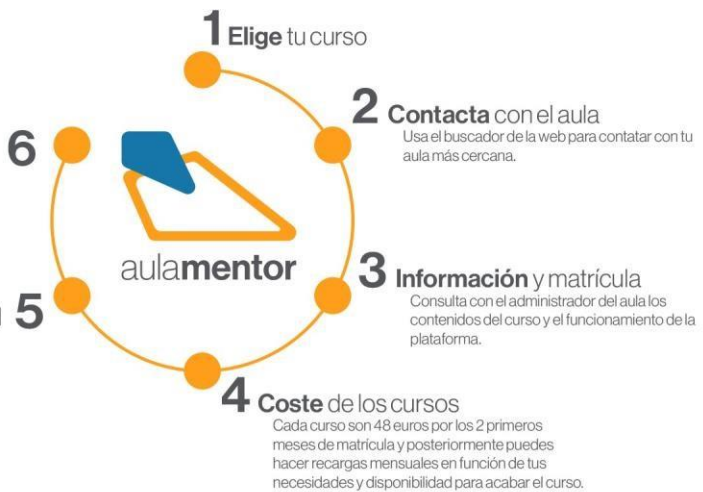 1 Elige tu curso
2 Contacta con el aula
Usa el buscador de la web para contatar con tu
aula más cercana.
3 Información y matrícula
Consulta con el administrador del aula los
contenidos del curso y el funcionamiento de la
plataforma.
4 Coste de los cursos
Cada curso son 48 euros por los 2 primeros
meses de matrícula y posteriormente puedes
hacer recargas mensuales en función de tus
necesidades y disponibilidad para acabar el curso.
5
6
aulamentor